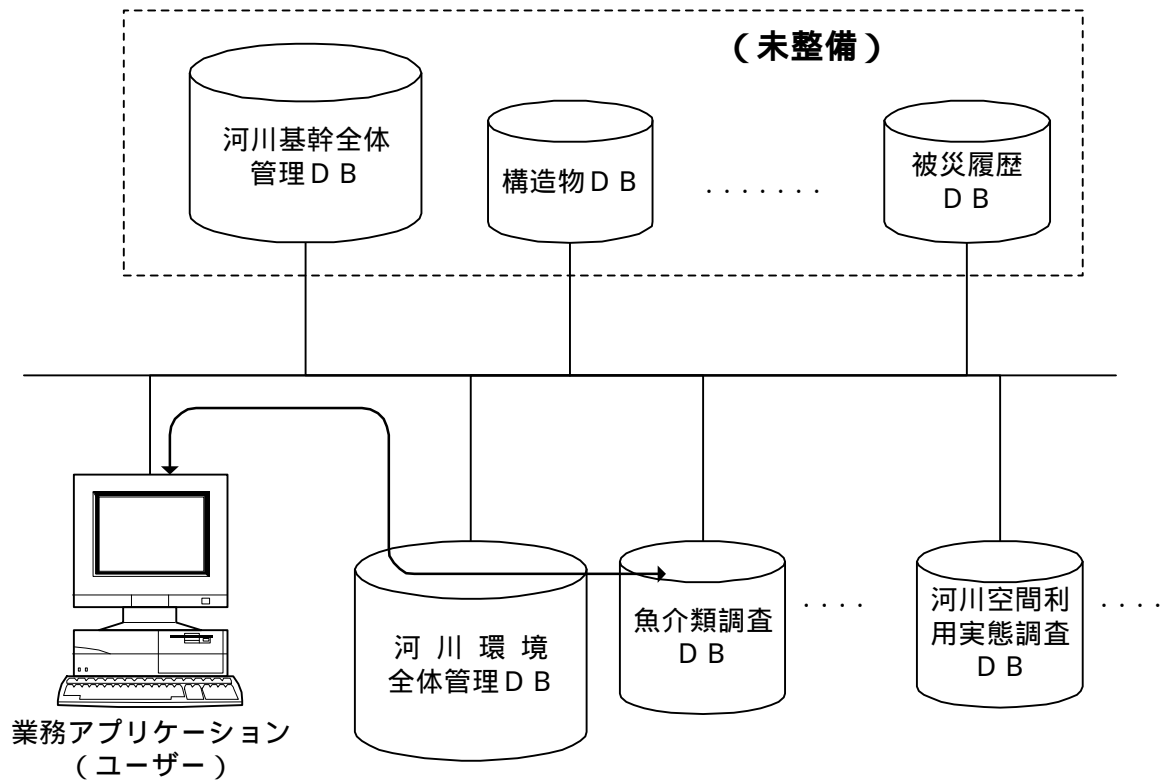 （未整備）
河川基幹全体
管理ＤＢ
構造物ＤＢ
.......
被災履歴
ＤＢ
河 川 環 境
全体管理ＤＢ
魚介類調査
ＤＢ
....
河川空間利
用実態調査
ＤＢ
....
業務アプリケーション
（ユーザー）